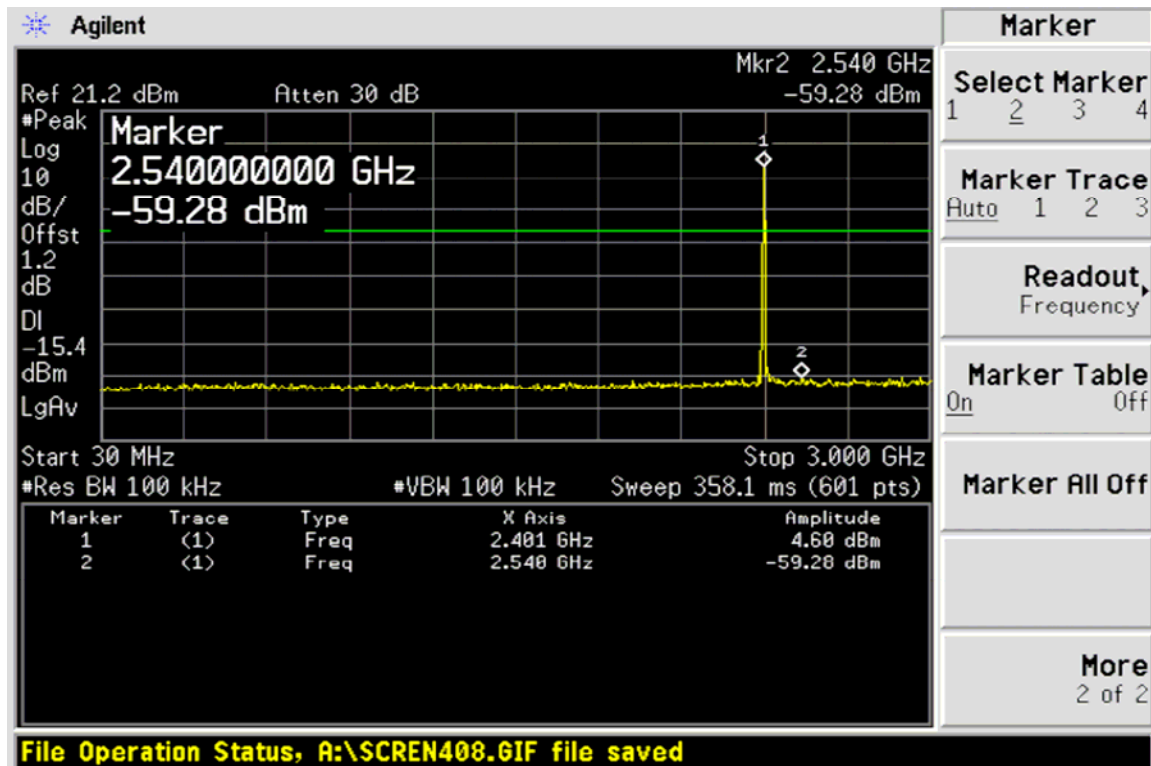 Agilent
Marker
Mkr2 2.540 GHz
Ref 21.2 dBm Atten 30 dB -59.28 dBm
#Peak
Log
10
dB/
Offst
1.2
dB
DI
-15.4
dBm
LgAv
Marker
2.540000000 GHz
-59.28 dBm
1
2
Start 30 MHz Stop 3.000 GHz
#Res BW 100 kHz #VBW 100 kHz Sweep 358.1 ms (601 pts)
Marker Trace Type X Axis Amplitude
1 (1) Freq 2.401 GHz 4.60 dBm
2 (1) Freq 2.540 GHz -59.28 dBm
Select Marker
1 2 3 4
Marker Trace
Auto 1 2 3
Readout
Frequency
Marker Table
On Off
Marker All Off
More
2 of 2
File Operation Status, A:\SCREN408.GIF file saved